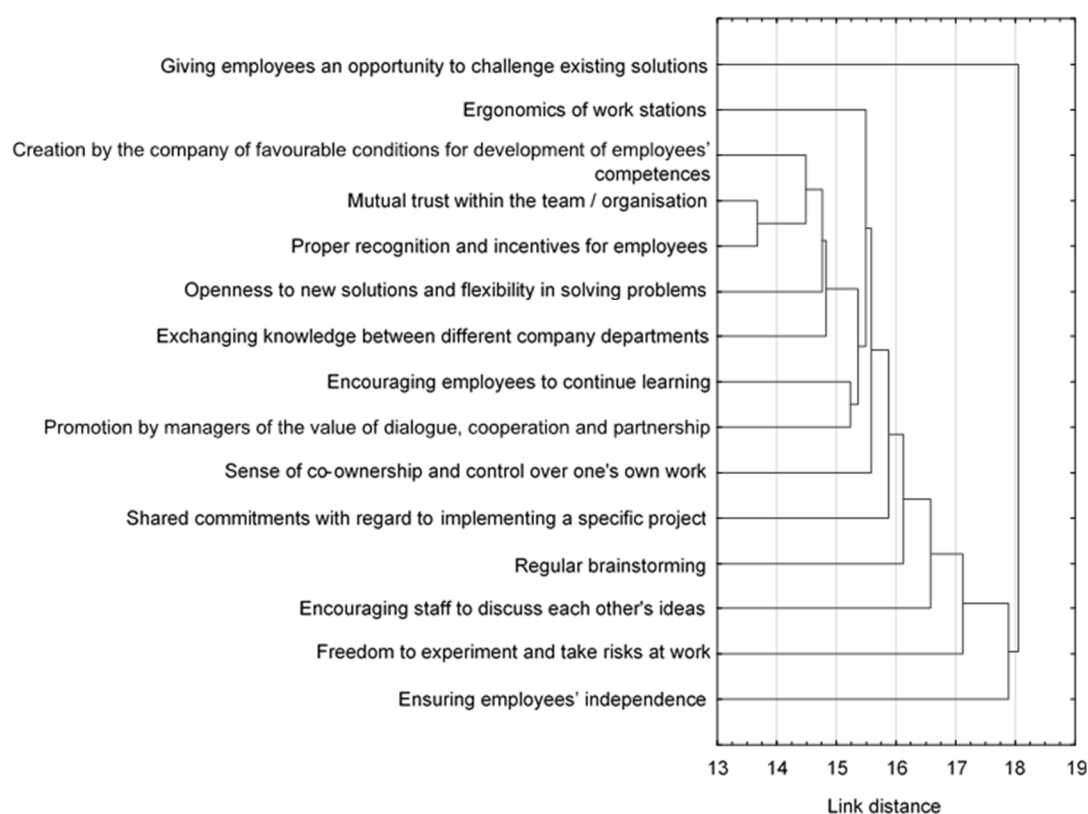 Giving employees an opportunity to challenge existing solutions
Ergonomics of work stations
Creation by the company of favourable conditions for development of employees’
competences
Mutual trust within the team / organisation
Proper recognition and incentives for employees
Openness to new solutions and flexibility in solving problems
Exchanging knowledge between different company departments
Encouraging employees to continue learning
Promotion by managers of the value of dialogue, cooperation and partnership
Sense of co-ownership and control over one's own work
Shared commitments with regard to implementing a specific project
Regular brainstorming
Encouraging staff to discuss each other's ideas
Freedom to experiment and take risks at work
Ensuring employees’ independence
13 14 15 16 17 18 19
Link distance